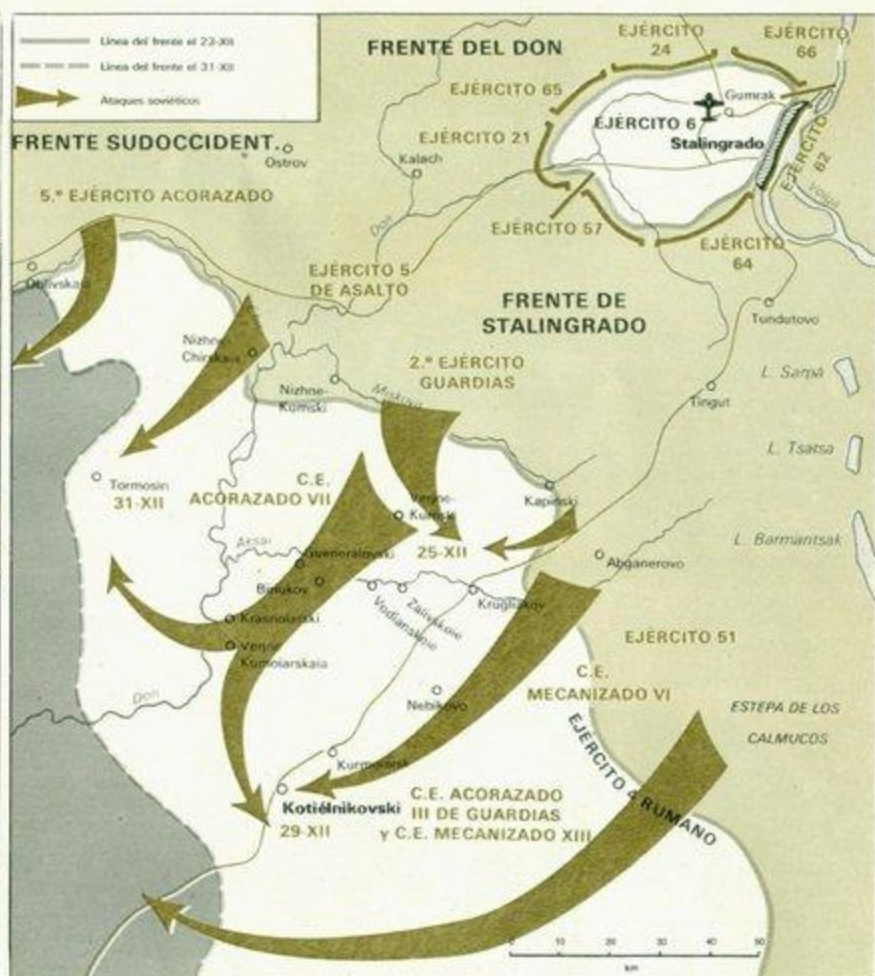 Línea del frente el 23-XII
Línea del frente el 31-XII
Ataques soviéticos
FRENTE DEL DON
EJÉRCITO
24
EJÉRCITO
66
EJÉRCITO 65
Gumrak
EJÉRCITO 6
Stalingrado
EJÉRCITO
62
Volga
FRENTE SUDOCCIDENT.
Ostrov
EJÉRCITO 21
Kalach
5.º EJÉRCITO ACORAZADO
Don
EJÉRCITO 57
EJÉRCITO
64
Oblivskaia
EJÉRCITO 5
DE ASALTO
FRENTE DE
STALINGRADO
Tundutovo
Nizhne-
Chirskaia
2.º EJÉRCITO
GUARDIAS
L. Sarpá
Nizhne-
Kumski
Mishkova
Tingut
L. Tsatsa
Tormosin
31-XII
C.E.
ACORAZADO VII
Verjne-
Kumski
Kapinski
25-XII
L. Barmantsak
Aksai
Gueneralovski
Abganerovo
Biriukov
Vodianskoie
Zalivskoie
Krugliakov
Krasnoiarski
EJÉRCITO 51
Verjne
Kumoiarskaia
C.E.
MECANIZADO VI
Nebikovo
ESTEPA DE LOS
CALMUCOS
Don
EJÉRCITO 4 RUMANO
Kurmoiarsk
Kotiélnikovski
29-XII
C.E. ACORAZADO
III DE GUARDIAS
y C.E. MECANIZADO XIII
0 10 20 30 40 50
km